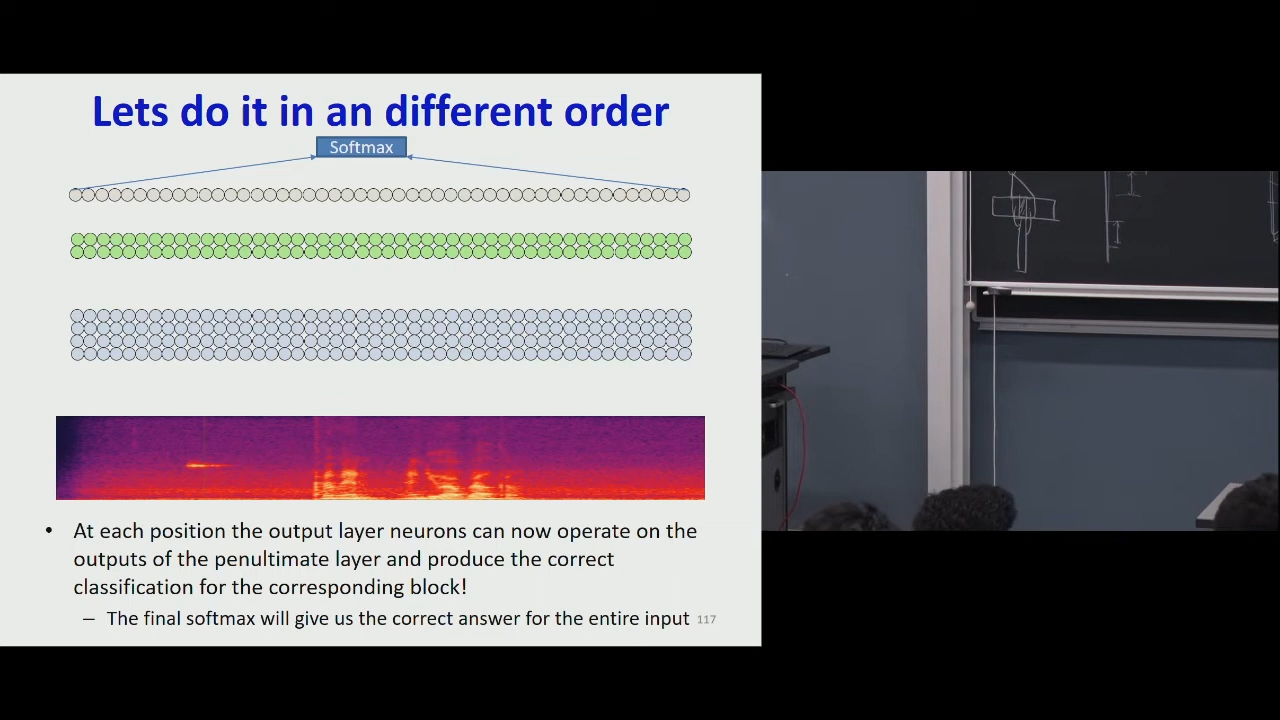 Lets do it in an different order
Softmax
• At each position the output layer neurons can now operate on the
outputs of the penultimate layer and produce the correct
classification for the corresponding block!
– The final softmax will give us the correct answer for the entire input 117